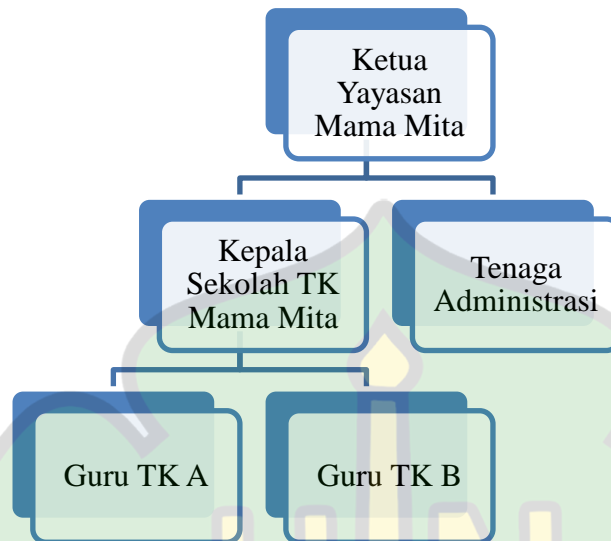 Ketua
Yayasan
Mama Mita
Kepala
Sekolah TK
Mama Mita
Tenaga
Administrasi
Guru TK A
Guru TK B